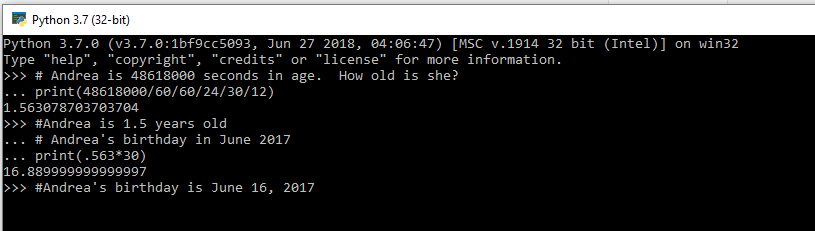 Python 3.7 (32-bit)
Python 3.7.0 (v3.7.0:1bf9cc5093, Jun 27 2018, 04:06:47) [MSC v.1914 32 bit (Intel)] on win32
Type "help", "copyright", "credits" or "license" for more information.
>>> # Andrea is 48618000 seconds in age.  How old is she?
... print(48618000/60/60/24/30/12)
1.563078703703704
>>> #Andrea is 1.5 years old
... # Andrea's birthday in June 2017
... print(.563*30)
16.889999999999997
>>> #Andrea's birthday is June 16, 2017